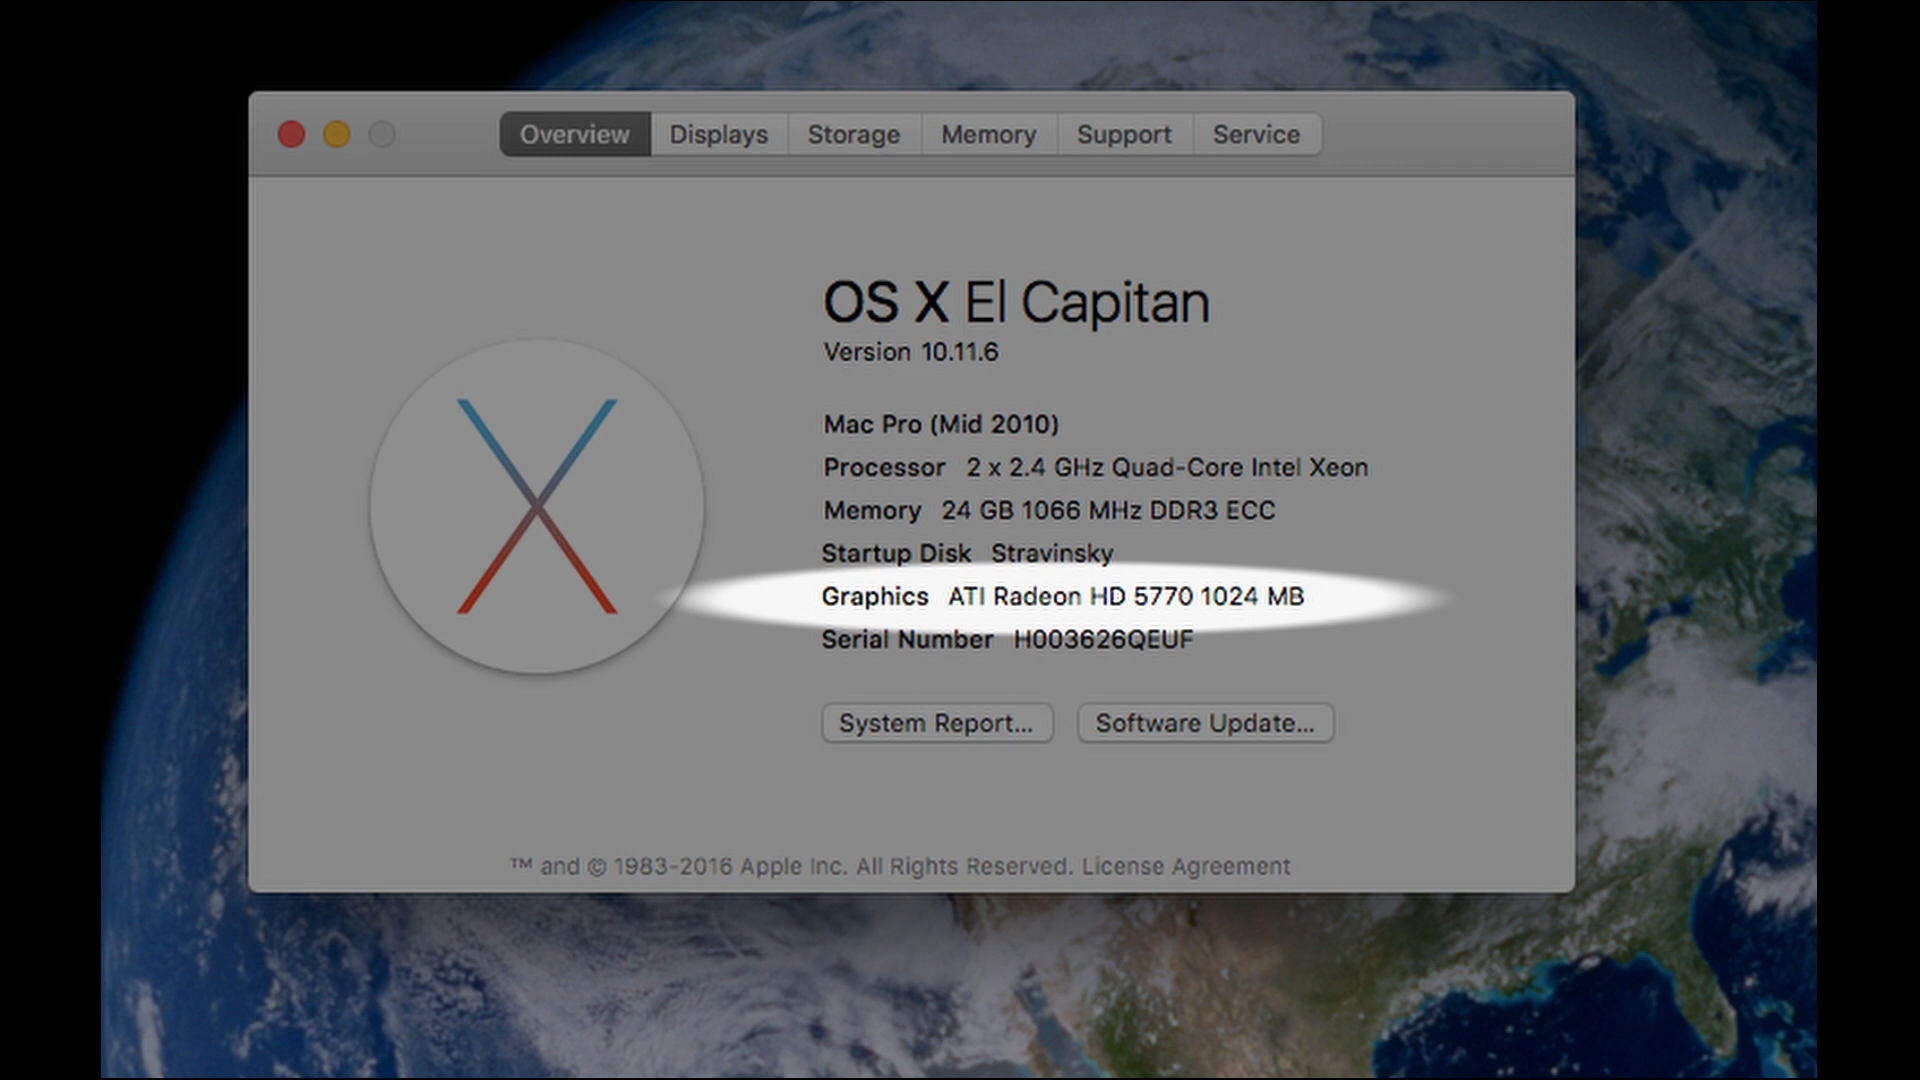 Overview Displays Storage Memory Support Service
OS X El Capitan
Version 10.11.6
Mac Pro (Mid 2010)
Processor 2 x 2.4 GHz Quad-Core Intel Xeon
Memory 24 GB 1066 MHz DDR3 ECC
Startup Disk Stravinsky
Graphics ATI Radeon HD 5770 1024 MB
Serial Number H003626QEUF
System Report... Software Update...
™ and © 1983-2016 Apple Inc. All Rights Reserved. License Agreement